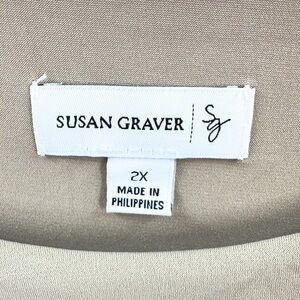 SUSAN GRAVER Sg
2X
MADE IN
PHILIPPINES